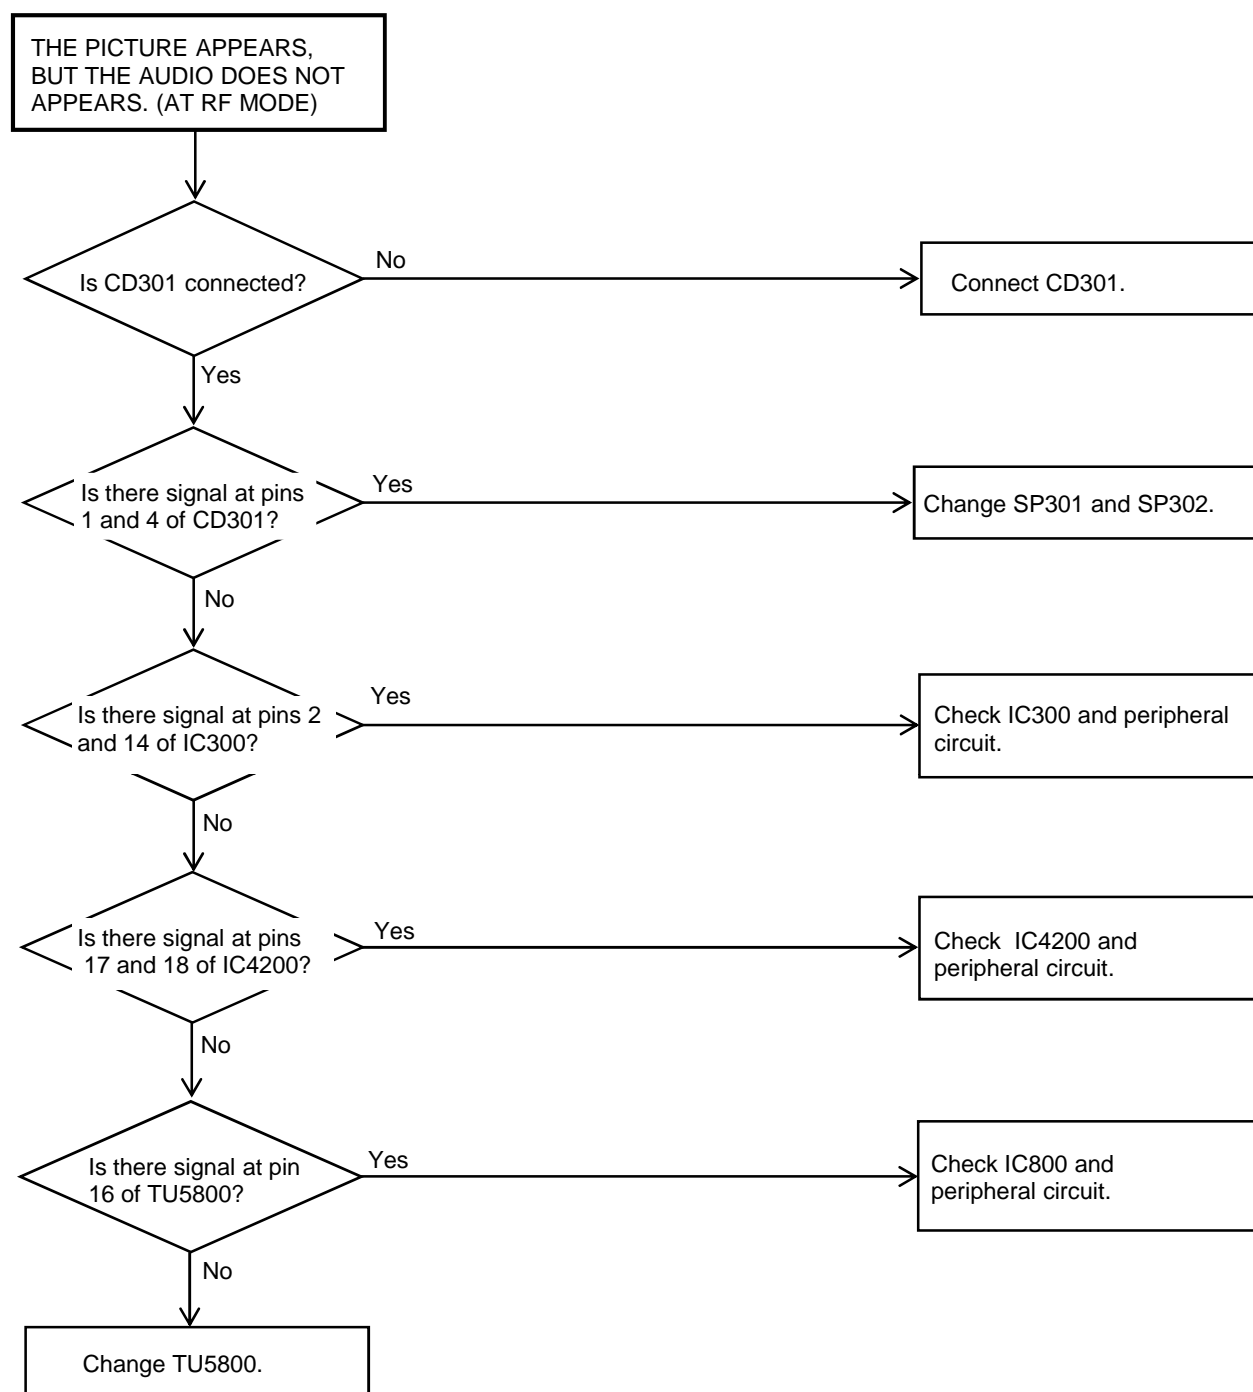 THE PICTURE APPEARS,
BUT THE AUDIO DOES NOT
APPEARS. (AT RF MODE)
Is CD301 connected?
No
Connect CD301.
Yes
Is there signal at pins
1 and 4 of CD301?
Yes
Change SP301 and SP302.
No
Is there signal at pins 2
and 14 of IC300?
Yes
Check IC300 and peripheral
circuit.
No
Is there signal at pins
17 and 18 of IC4200?
Yes
Check  IC4200 and
peripheral circuit.
No
Is there signal at pin
16 of TU5800?
Yes
Check IC800 and
peripheral circuit.
No
Change TU5800.